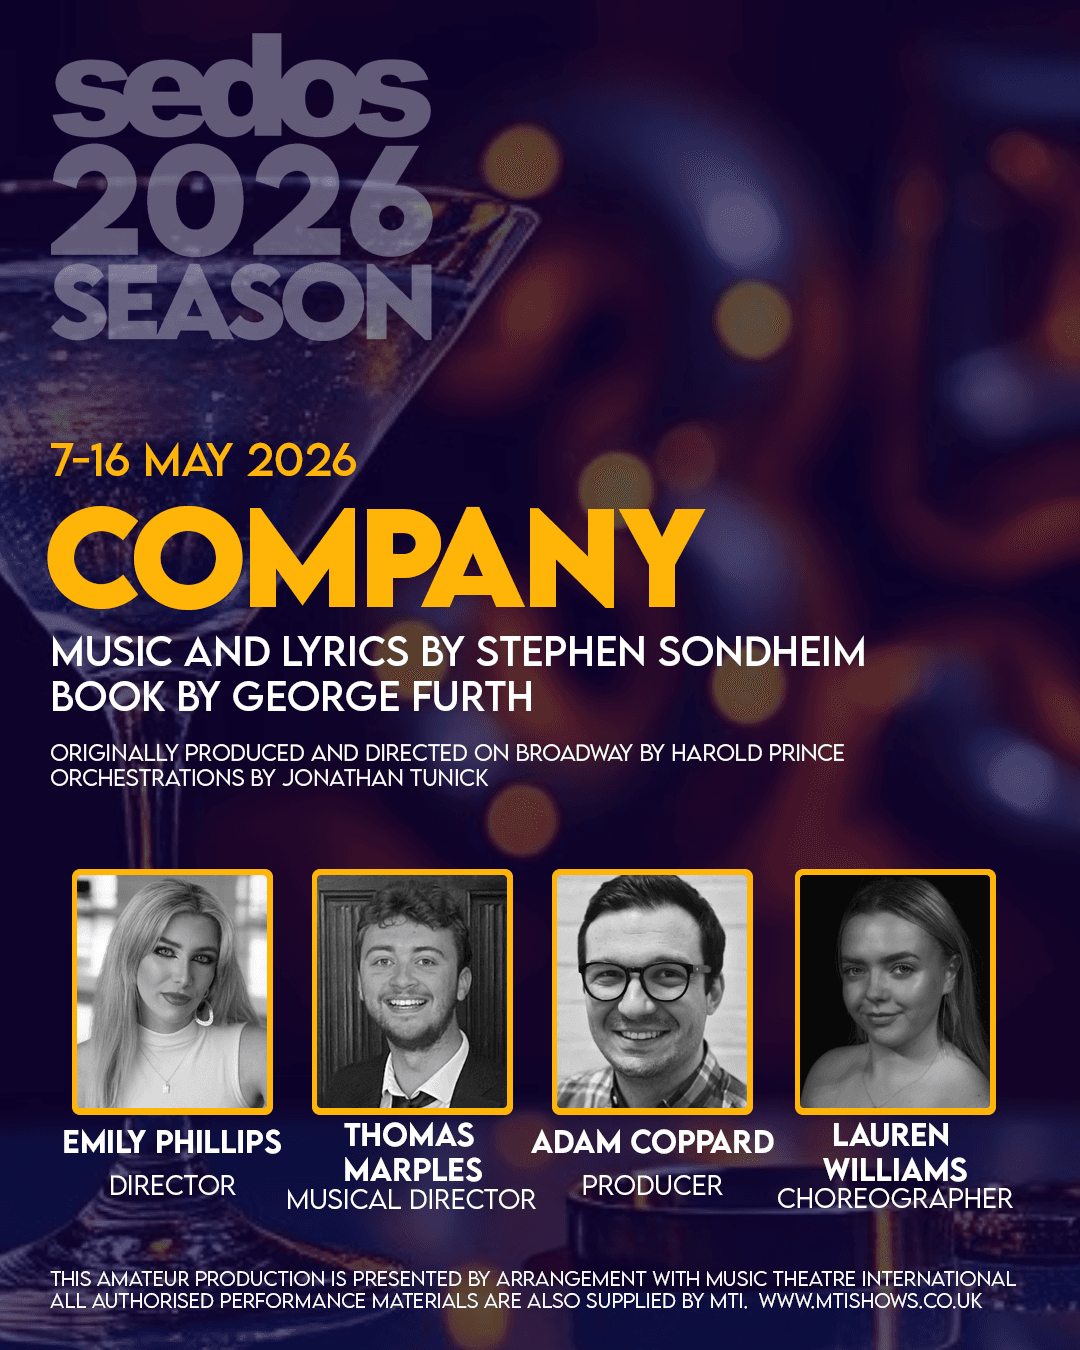 sedos
2026
SEASON
7-16 MAY 2026
COMPANY
MUSIC AND LYRICS BY STEPHEN SONDHEIM
BOOK BY GEORGE FURTH
ORIGINALLY PRODUCED AND DIRECTED ON BROADWAY BY HAROLD PRINCE
ORCHESTRATIONS BY JONATHAN TUNICK
EMILY PHILLIPS
DIRECTOR
THOMAS
MARPLES
MUSICAL DIRECTOR
ADAM COPPARD
PRODUCER
LAUREN
WILLIAMS
CHOREOGRAPHER
THIS AMATEUR PRODUCTION IS PRESENTED BY ARRANGEMENT WITH MUSIC THEATRE INTERNATIONAL
ALL AUTHORISED PERFORMANCE MATERIALS ARE ALSO SUPPLIED BY MTI. WWW.MTISHOWS.CO.UK